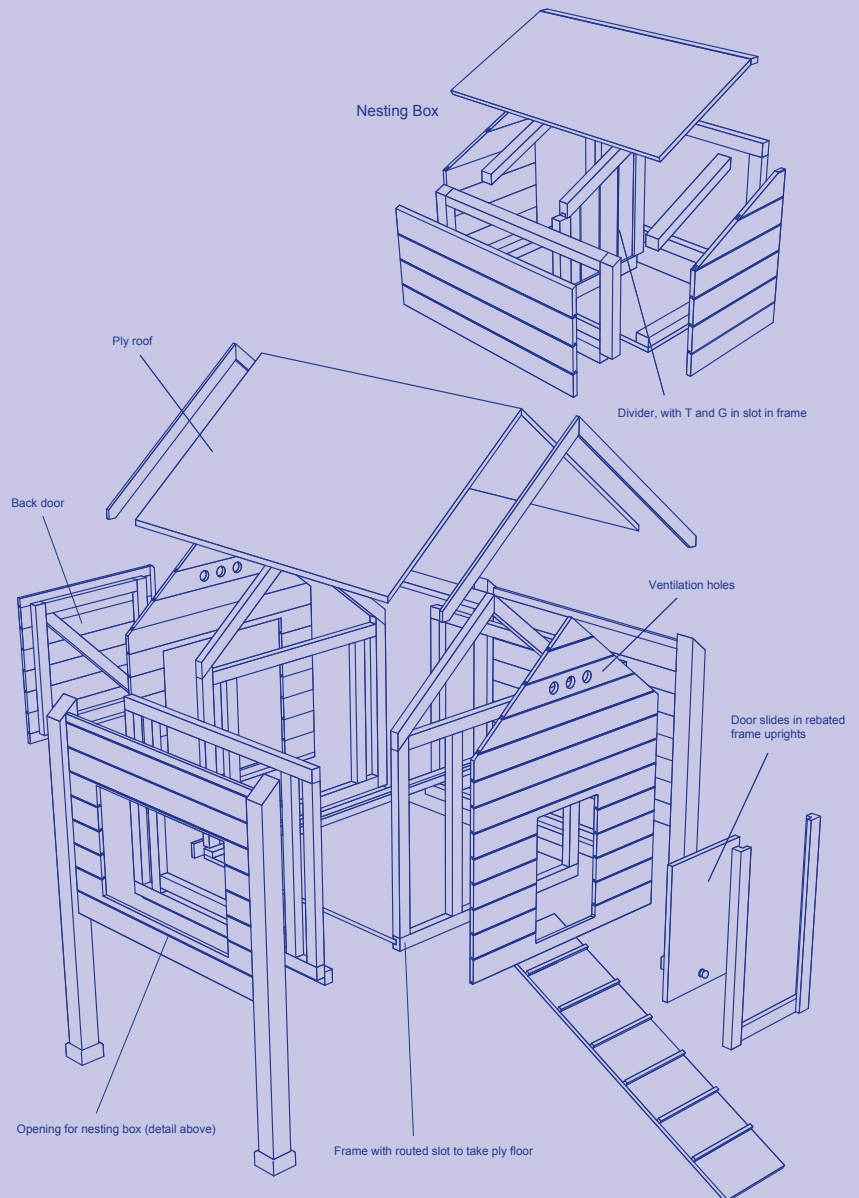 Nesting Box
Ply roof
Divider, with T and G in slot in frame
Back door
Ventilation holes
Door slides in rebated
frame uprights
Opening for nesting box (detail above)
Frame with routed slot to take ply floor